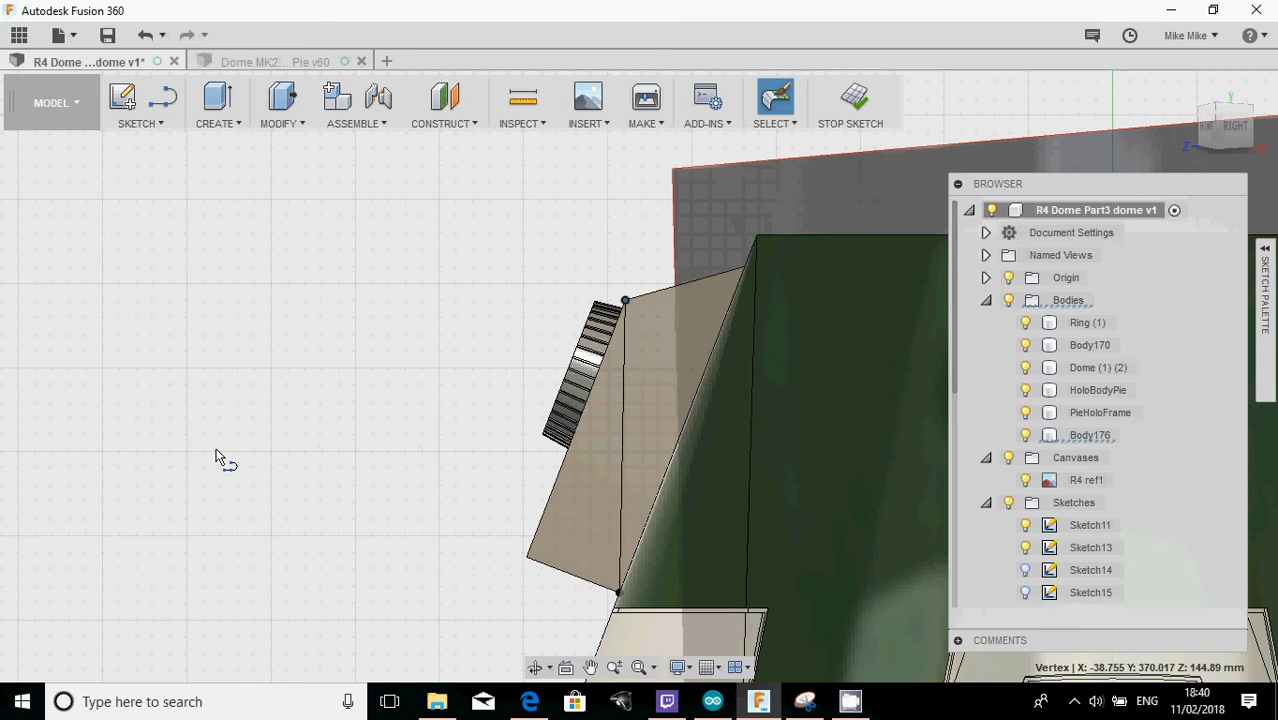 Autodesk Fusion 360
Mike Mike
R4 Dome ...dome v1*
Dome MK2... Pie v60
MODEL
SKETCH
CREATE
MODIFY
ASSEMBLE
CONSTRUCT
INSPECT
INSERT
MAKE
ADD-INS
SELECT
STOP SKETCH
Y
RIGHT
Z
BROWSER
R4 Dome Part3 dome v1
Document Settings
Named Views
Origin
Bodies
Ring (1)
Body170
Dome (1) (2)
HoloBodyPie
PieHoloFrame
Body176
Canvases
R4 ref1
Sketches
Sketch11
Sketch13
Sketch14
Sketch15
SKETCH PALETTE
COMMENTS
Vertex | X: -38.755 Y: 370.017 Z: 144.89 mm
Type here to search
ENG
18:40
11/02/2018